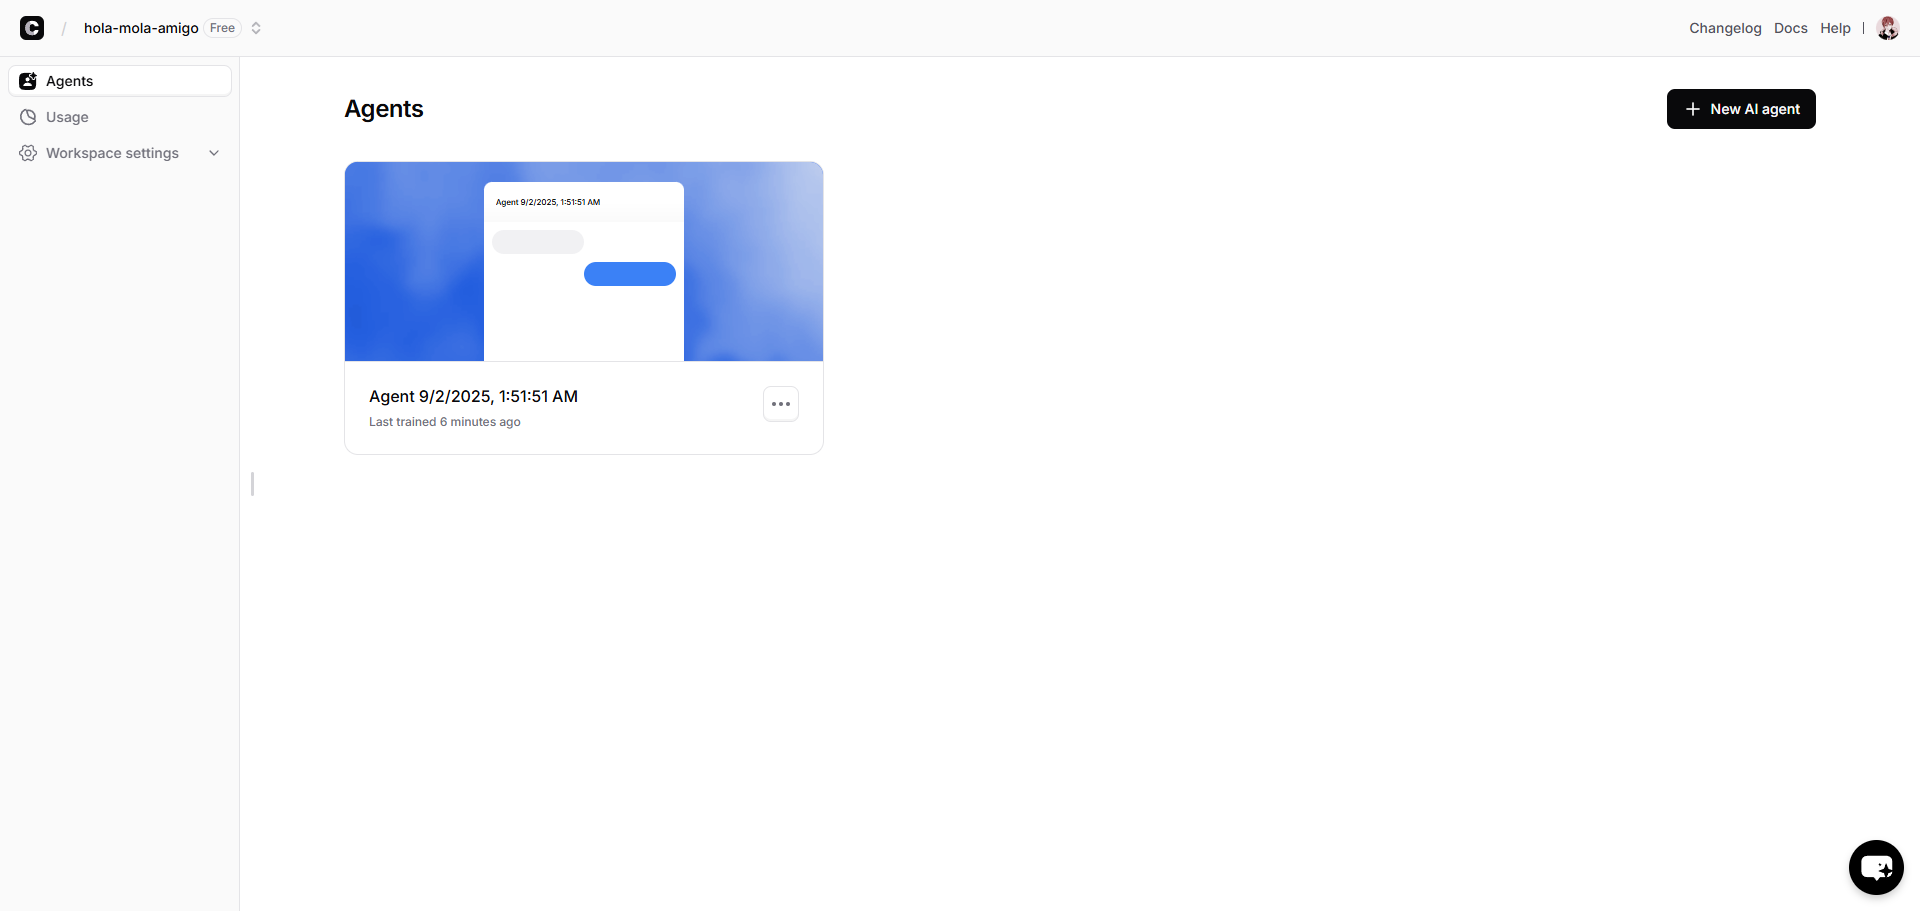 C / hola-mola-amigo Free
Changelog Docs Help
Agents
Usage
Workspace settings
Agents
New AI agent
Agent 9/2/2025, 1:51:51 AM
Agent 9/2/2025, 1:51:51 AM
Last trained 6 minutes ago